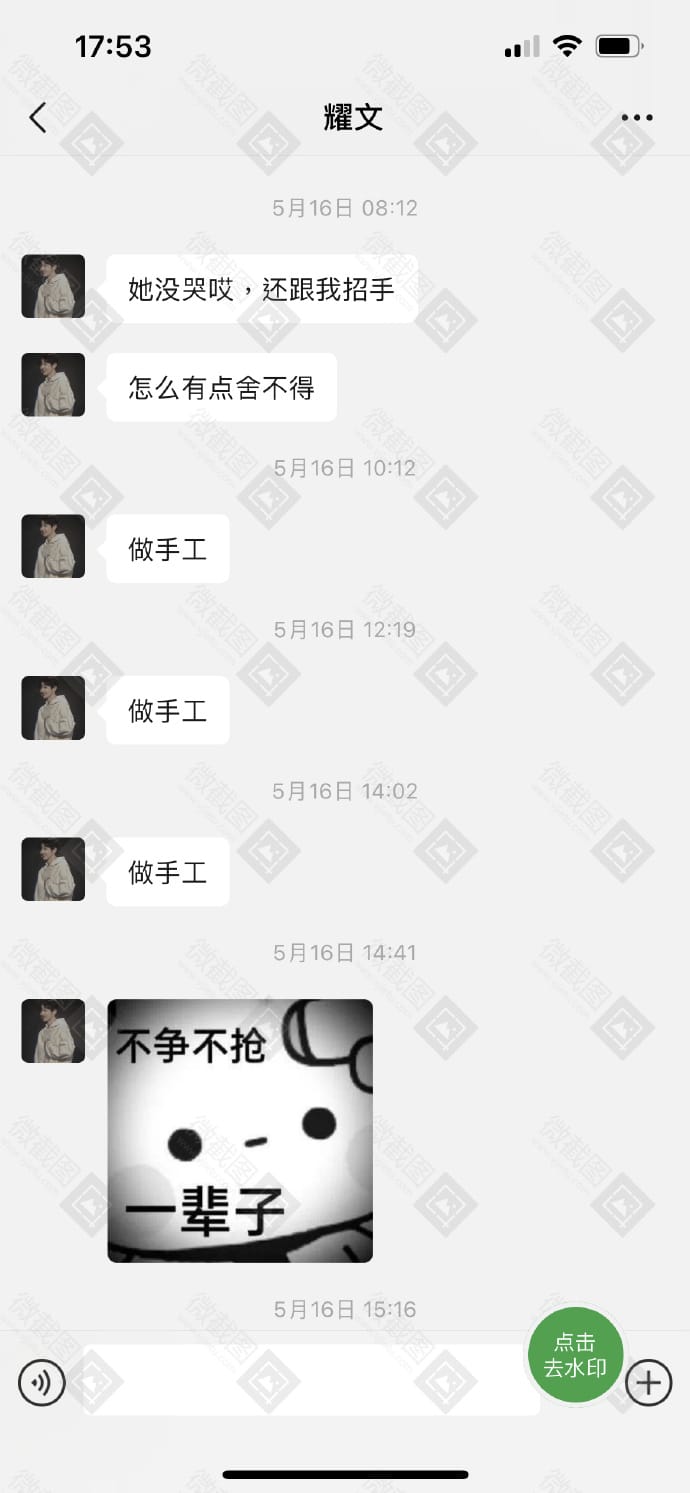 17:53
耀文
5月16日 08:12
她没哭哎，还跟我招手
怎么有点舍不得
5月16日 10:12
做手工
5月16日 12:19
做手工
5月16日 14:02
做手工
5月16日 14:41
不争不抢
一辈子
5月16日 15:16
点击
去水印
微截图